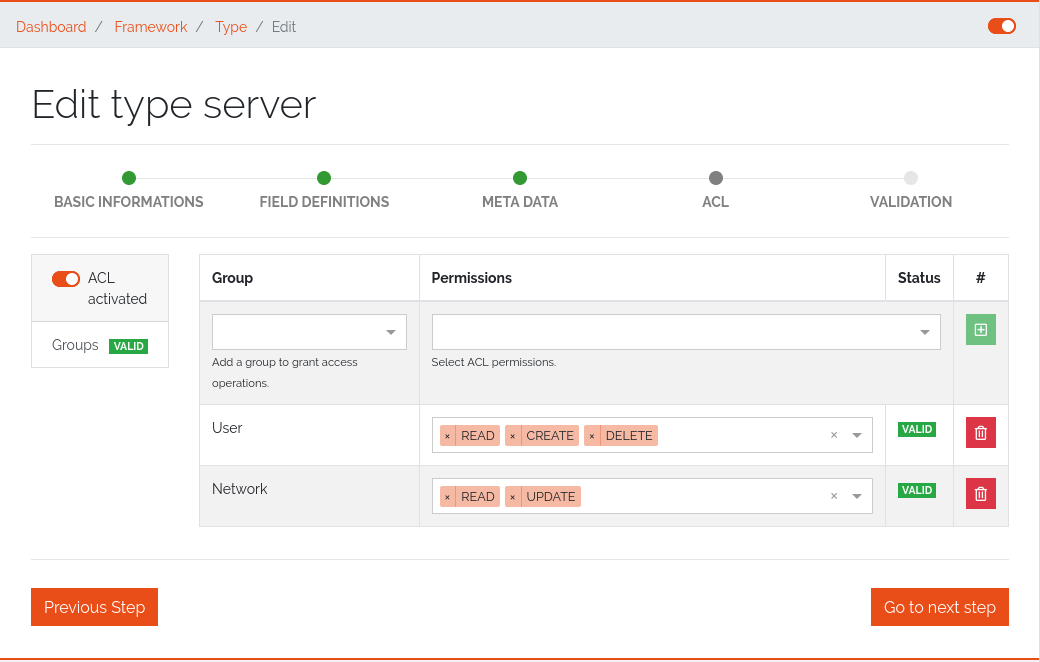 Dashboard / Framework / Type / Edit
Edit type server
BASIC INFORMATIONS FIELD DEFINITIONS META DATA ACL VALIDATION
ACL
activated
Groups VALID
Group Permissions Status #
Add a group to grant access
operations.
Select ACL permissions.
User × READ × CREATE × DELETE × VALID
Network × READ × UPDATE × VALID
Previous Step Go to next step